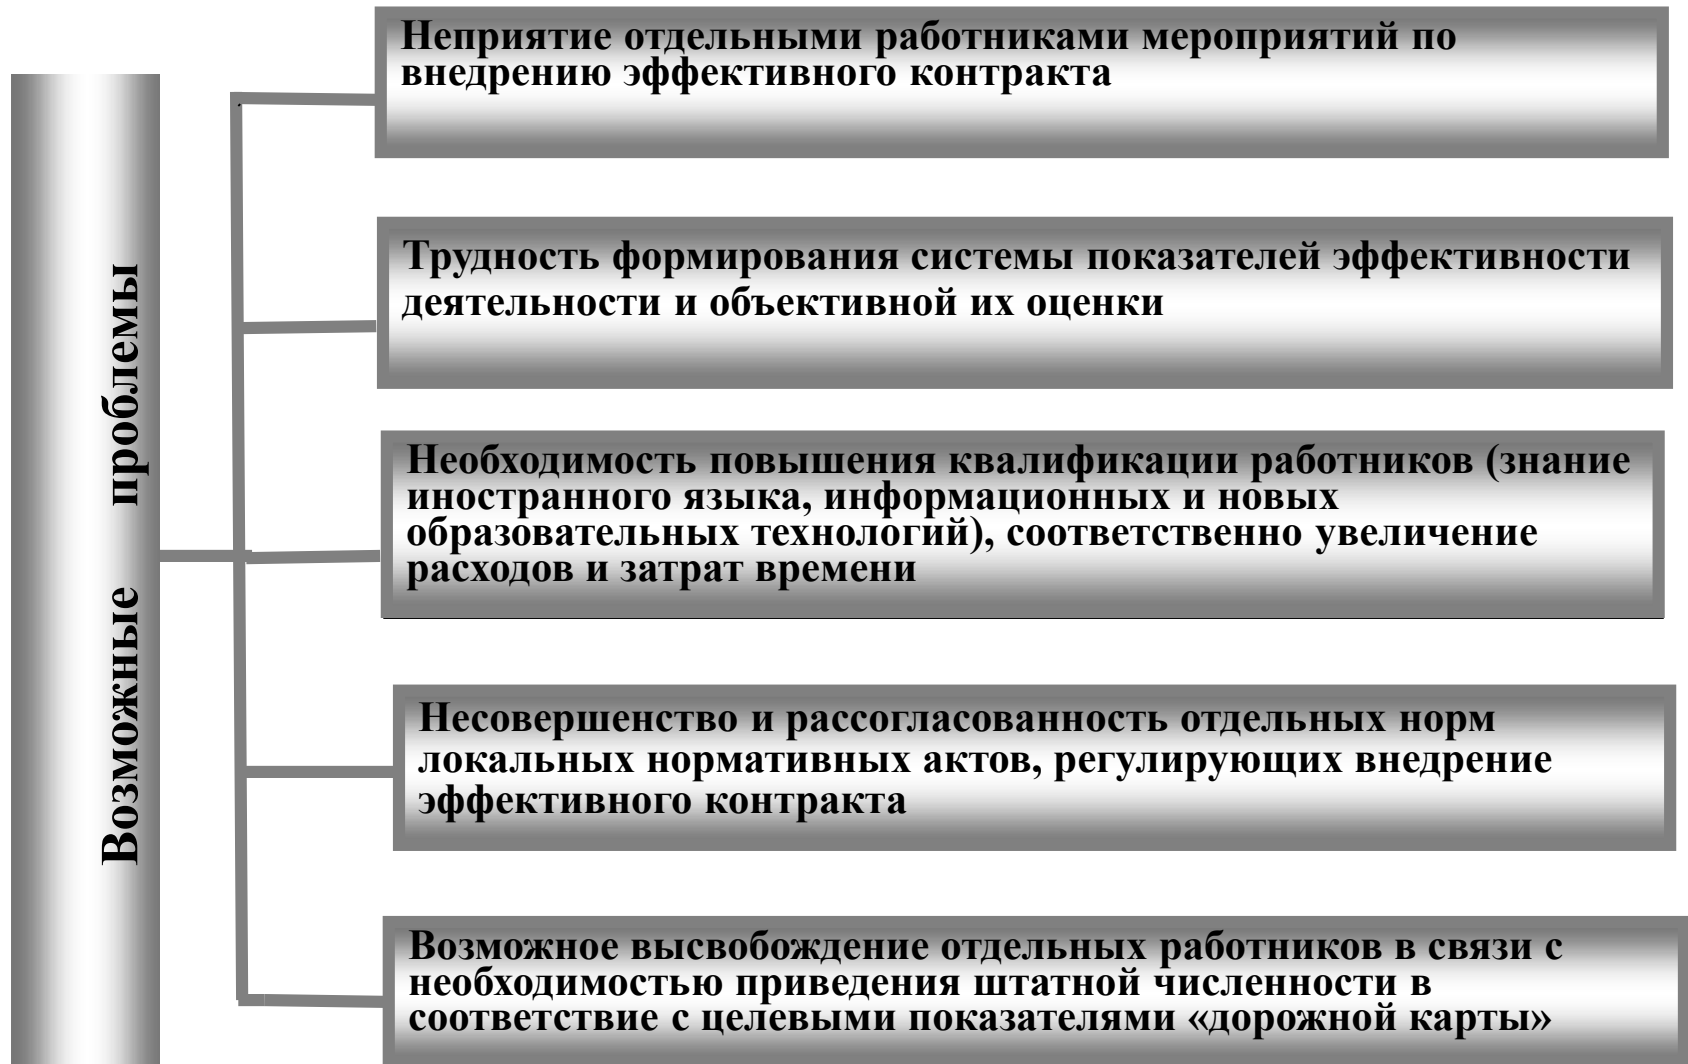 Возможные проблемы
Неприятие отдельными работниками мероприятий по
внедрению эффективного контракта
Трудность формирования системы показателей эффективности
деятельности и объективной их оценки
Необходимость повышения квалификации работников (знание
иностранного языка, информационных и новых
образовательных технологий), соответственно увеличение
расходов и затрат времени
Несовершенство и рассогласованность отдельных норм
локальных нормативных актов, регулирующих внедрение
эффективного контракта
Возможное высвобождение отдельных работников в связи с
необходимостью приведения штатной численности в
соответствие с целевыми показателями «дорожной карты»